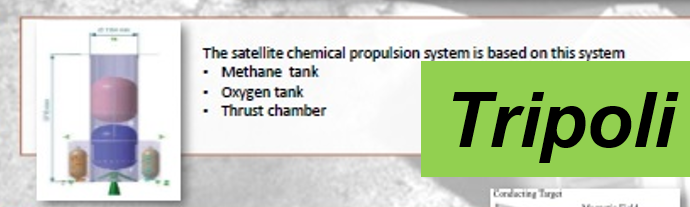 The satellite chemical propulsion system is based on this system
• Methane tank
• Oxygen tank
• Thrust chamber
Tripoli
Conducting Target